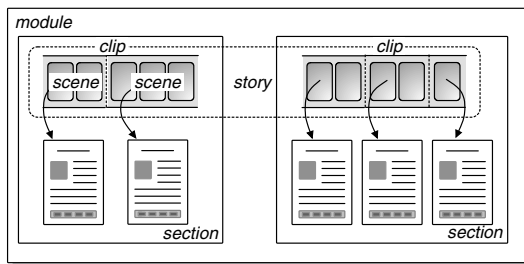 module
clip
clip
scene
scene
story
section
section